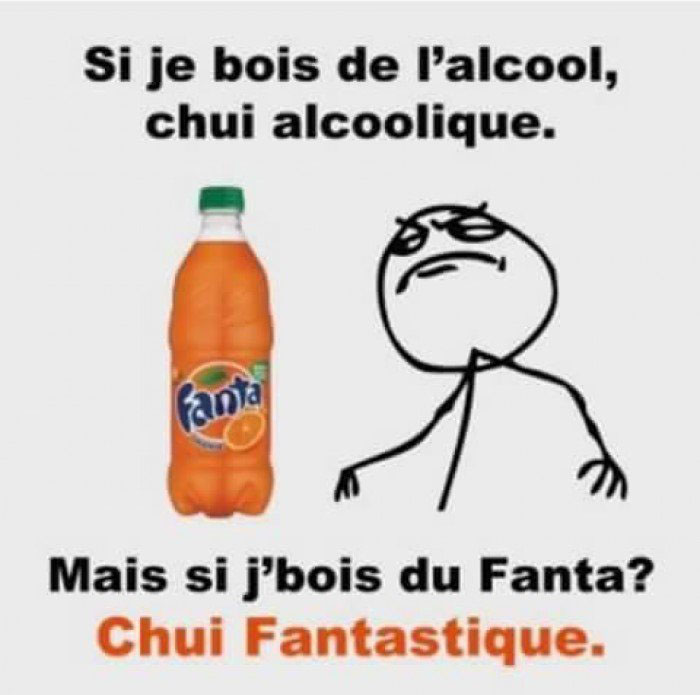 Si je bois de l'alcool,
chui alcoolique.
Fanta
Mais si j'bois du Fanta?
Chui Fantastique.